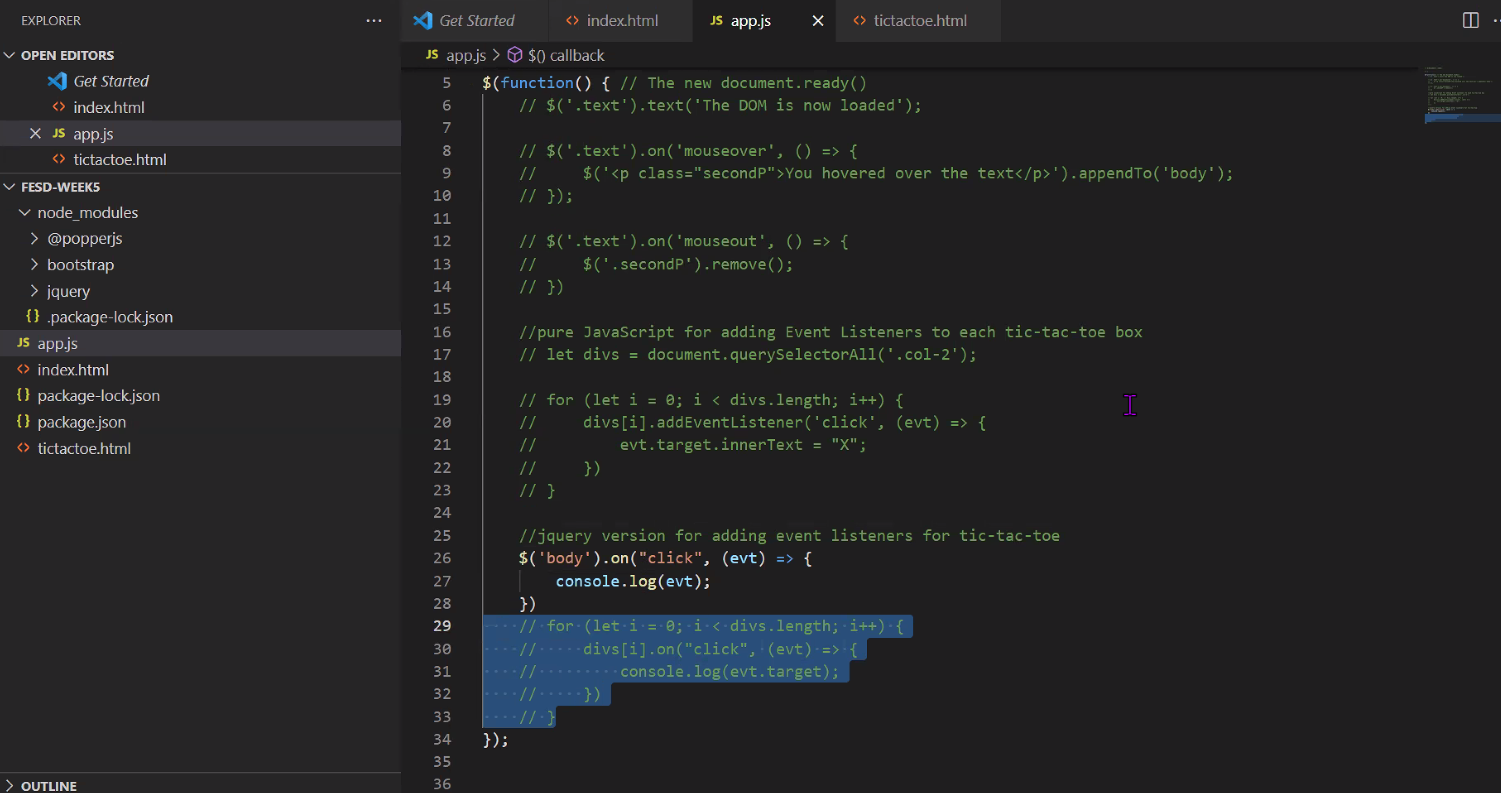 EXPLORER
···
OPEN EDITORS
Get Started
index.html
app.js
tictactoe.html
FESD-WEEK5
node_modules
@popperjs
bootstrap
jquery
{} .package-lock.json
JS app.js
<> index.html
{} package-lock.json
{} package.json
<> tictactoe.html
OUTLINE
Get Started
<> index.html
JS app.js
<> tictactoe.html
JS app.js > $() callback
5 $(function() { // The new document.ready()
6 // $('.text').text('The DOM is now loaded');
7
8 // $('.text').on('mouseover', () => {
9 //     $('<p class="secondP">You hovered over the text</p>').appendTo('body');
10 // });
11
12 // $('.text').on('mouseout', () => {
13 //     $('.secondP').remove();
14 // })
15
16 //pure JavaScript for adding Event Listeners to each tic-tac-toe box
17 // let divs = document.querySelectorAll('.col-2');
18
19 // for (let i = 0; i < divs.length; i++) {
20 //     divs[i].addEventListener('click', (evt) => {
21 //         evt.target.innerText = "X";
22 //     })
23 // }
24
25 //jquery version for adding event listeners for tic-tac-toe
26 $('body').on("click", (evt) => {
27     console.log(evt);
28 })
29 // for (let i = 0; i < divs.length; i++) {
30 //     divs[i].on("click", (evt) => {
31 //         console.log(evt.target);
32 //     })
33 // }
34 });
35
36